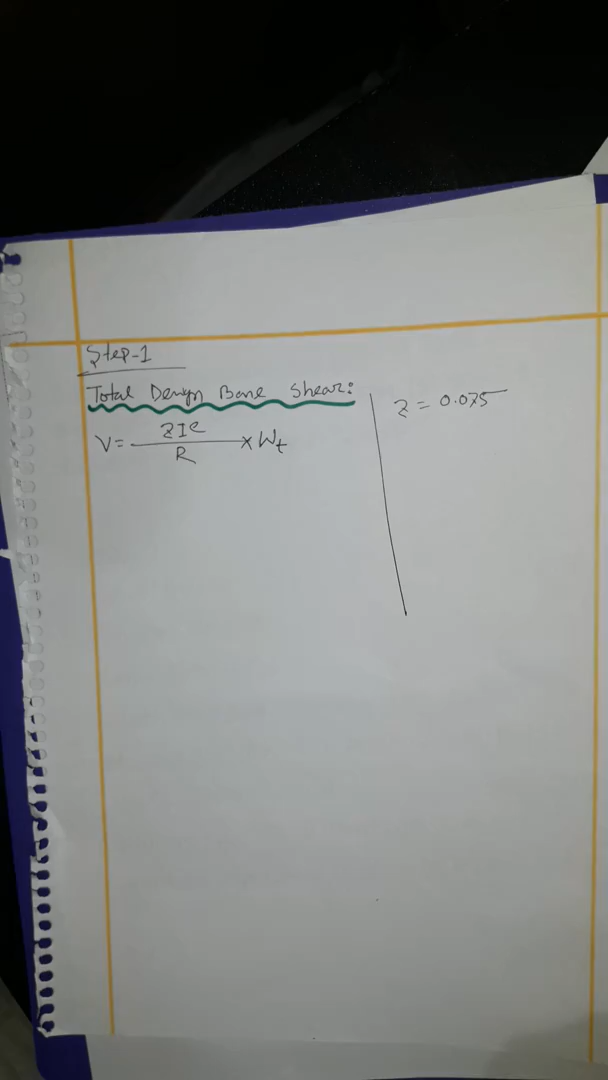 Step-1
Total Design Base Shear:
V = ZIC / R × Wt
Z = 0.075